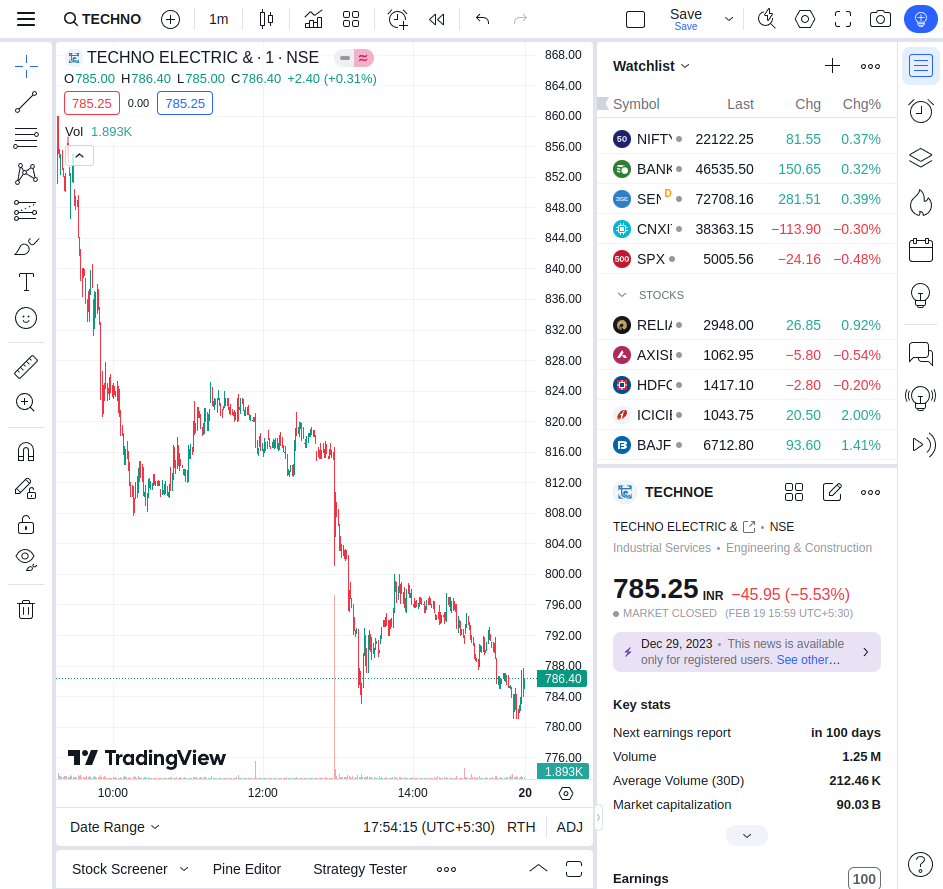 TECHNO
1m
Save
Save
TECHNO ELECTRIC & · 1 · NSE
O785.00 H786.40 L785.00 C786.40 +2.40 (+0.31%)
785.25 0.00 785.25
Vol 1.893K
868.00
864.00
860.00
856.00
852.00
848.00
844.00
840.00
836.00
832.00
828.00
824.00
820.00
816.00
812.00
808.00
804.00
800.00
796.00
792.00
788.00
786.40
784.00
780.00
776.00
1.893K
TradingView
10:00 12:00 14:00 20
Date Range 17:54:15 (UTC+5:30) RTH ADJ
Stock Screener Pine Editor Strategy Tester
Watchlist
Symbol Last Chg Chg%
50 NIFTY 22122.25 81.55 0.37%
BANK 46535.50 150.65 0.32%
SEN D 72708.16 281.51 0.39%
CNXI 38363.15 −113.90 −0.30%
500 SPX 5005.56 −24.16 −0.48%
STOCKS
RELIA 2948.00 26.85 0.92%
AXISI 1062.95 −5.80 −0.54%
HDFC 1417.10 −2.80 −0.20%
ICICII 1043.75 20.50 2.00%
BAJF 6712.80 93.60 1.41%
TECHNOE
TECHNO ELECTRIC & • NSE
Industrial Services • Engineering & Construction
785.25 INR −45.95 (−5.53%)
MARKET CLOSED (FEB 19 15:59 UTC+5:30)
Dec 29, 2023 • This news is available
only for registered users. See other…
Key stats
Next earnings report in 100 days
Volume 1.25 M
Average Volume (30D) 212.46 K
Market capitalization 90.03 B
Earnings 100